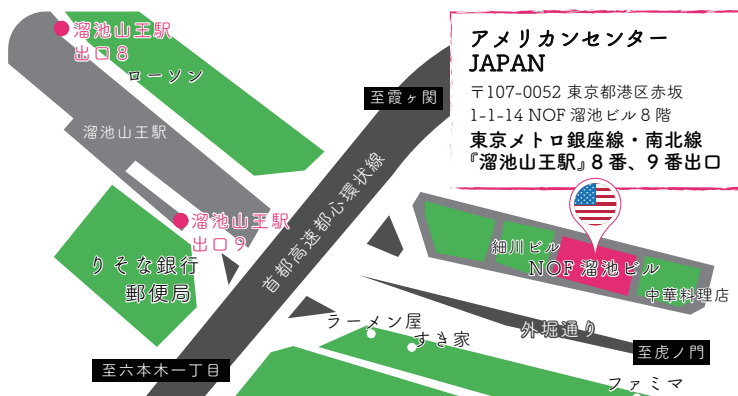 溜池山王駅
出口8
ローソン
溜池山王駅
溜池山王駅
出口9
りそな銀行
郵便局
至霞ヶ関
首都高速都心環状線
至六本木一丁目
アメリカンセンター
JAPAN
〒107-0052 東京都港区赤坂
1-1-14 NOF 溜池ビル 8 階
東京メトロ銀座線・南北線
『溜池山王駅』8 番、9 番出口
細川ビル
NOF 溜池ビル
中華料理店
外堀通り
ラーメン屋
すき家
至虎ノ門
ファミマ